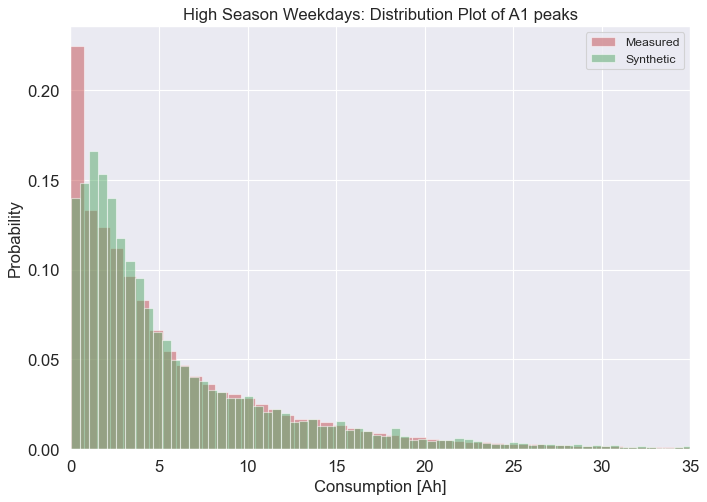 High Season Weekdays: Distribution Plot of A1 peaks
Measured
Synthetic
Probability
0.20
0.15
0.10
0.05
0.00
0 5 10 15 20 25 30 35
Consumption [Ah]